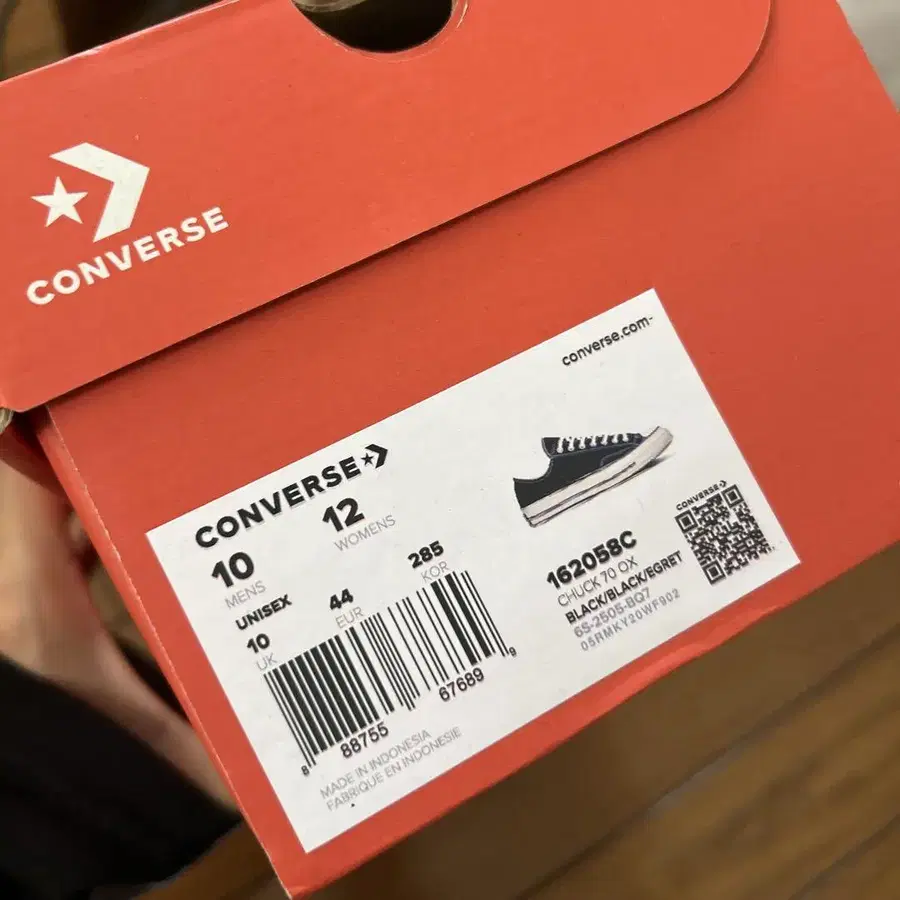 CONVERSE
converse.com
CONVERSE
10
MENS
12
WOMENS
UNISEX
10
UK
44
EUR
285
KOR
8 88755 67689 9
MADE IN INDONESIA
FABRIQUE EN INDONESIE
162058C
CHUCK 70 OX
BLACK/BLACK/EGRET
6S-2505-BQ7
05RMKY20WF902
CONVERSE